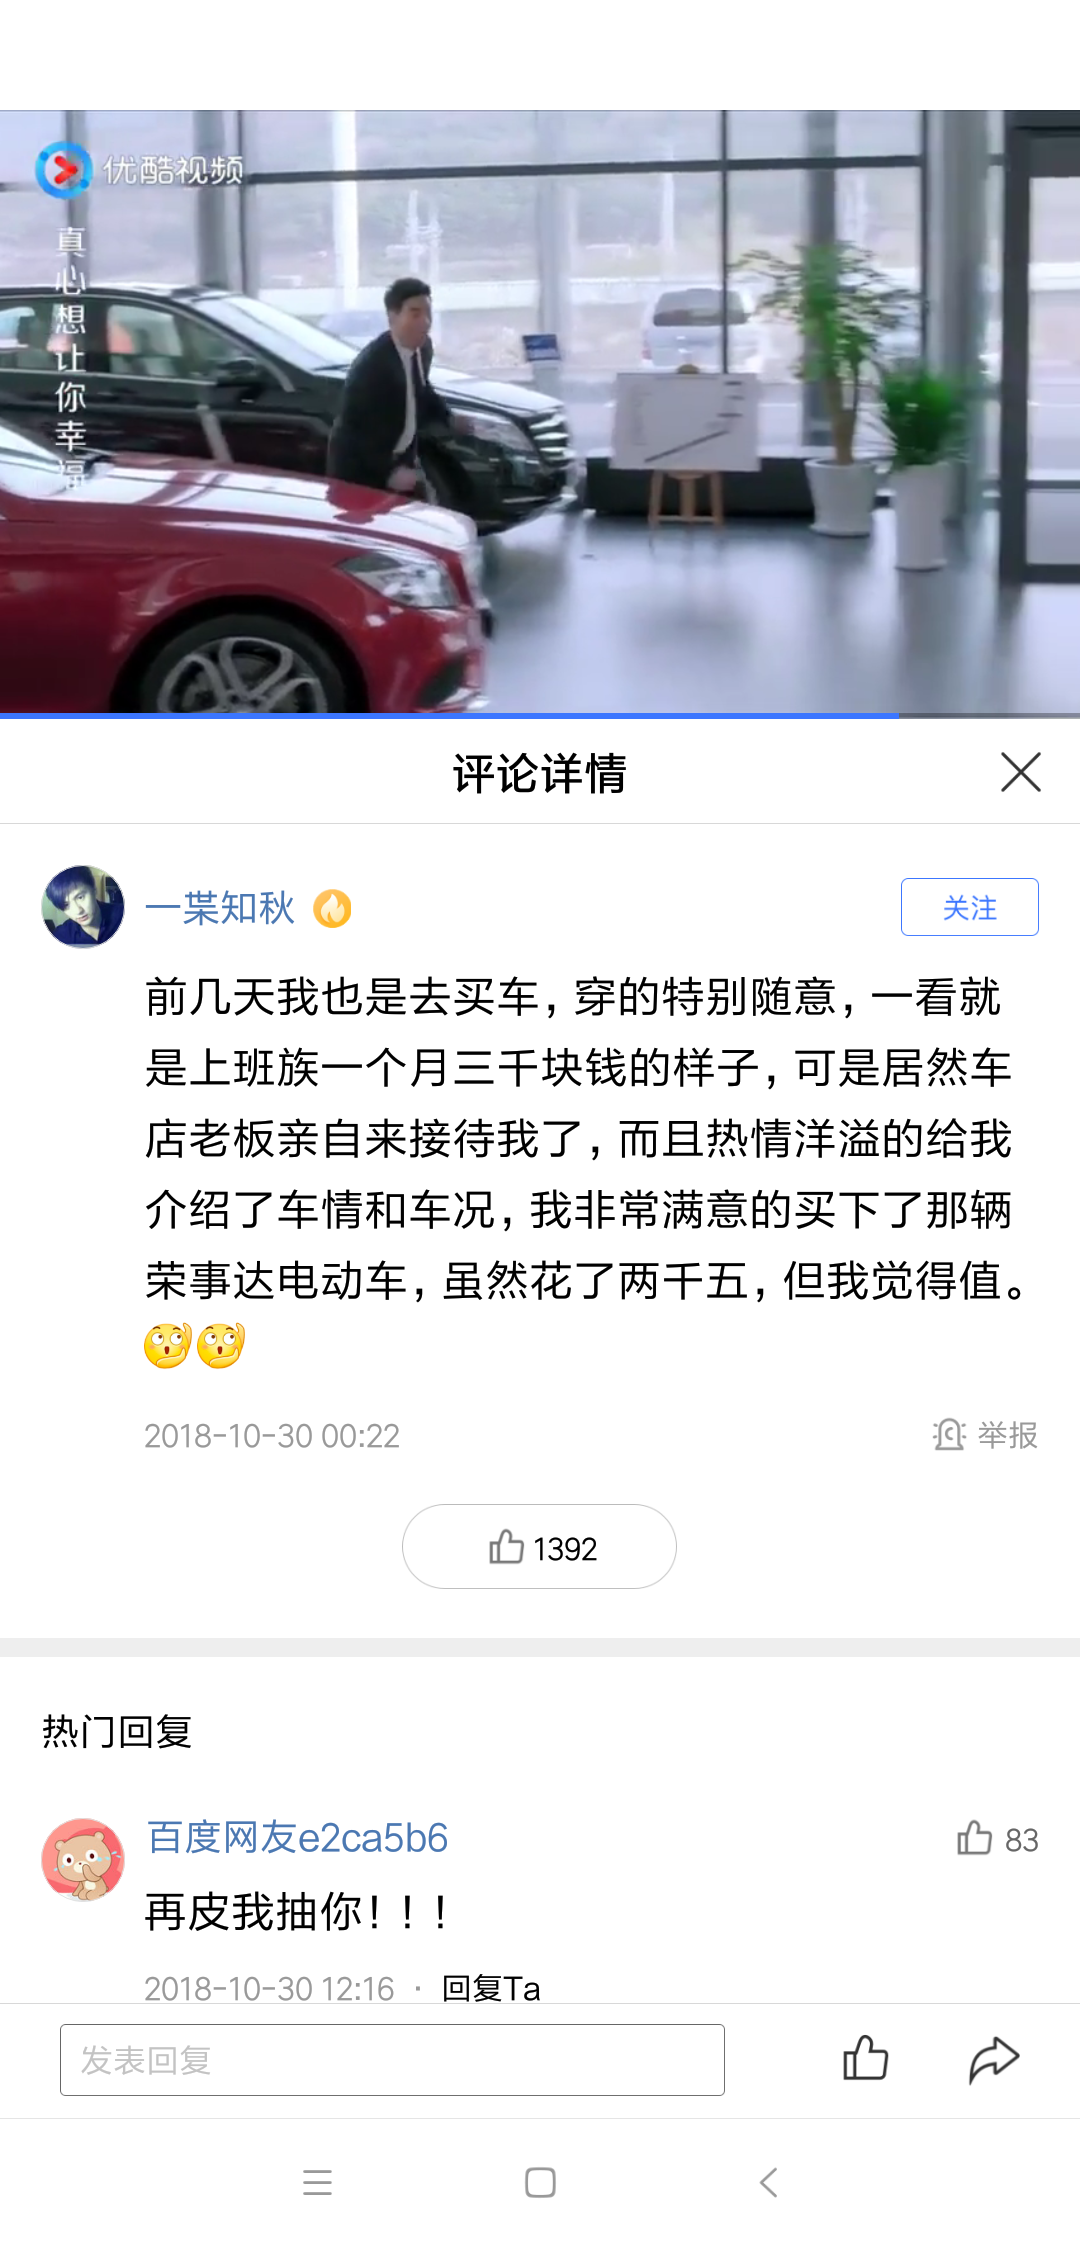 优酷视频
真心想让你幸福
评论详情
一枼知秋
关注
前几天我也是去买车，穿的特别随意，一看就
是上班族一个月三千块钱的样子，可是居然车
店老板亲自来接待我了，而且热情洋溢的给我
介绍了车情和车况，我非常满意的买下了那辆
荣事达电动车，虽然花了两千五，但我觉得值。
2018-10-30 00:22
举报
1392
热门回复
百度网友e2ca5b6
83
再皮我抽你！！！
2018-10-30 12:16 · 回复Ta
发表回复